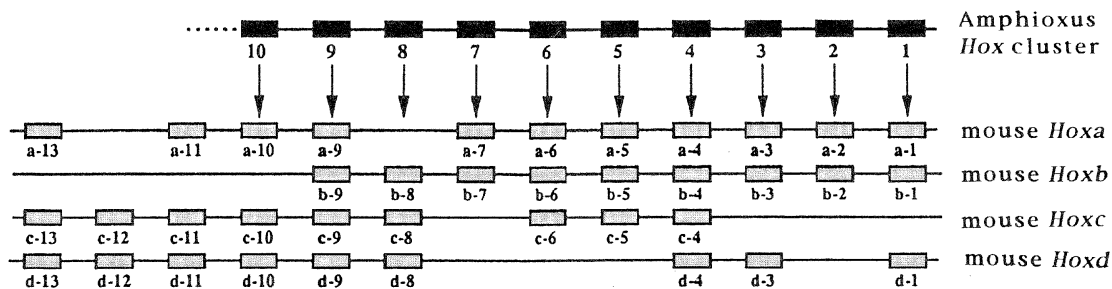 Amphioxus
10 9 8 7 6 5 4 3 2 1 Hox cluster
a-13 a-11 a-10 a-9 a-7 a-6 a-5 a-4 a-3 a-2 a-1 mouse Hoxa
b-9 b-8 b-7 b-6 b-5 b-4 b-3 b-2 b-1 mouse Hoxb
c-13 c-12 c-11 c-10 c-9 c-8 c-6 c-5 c-4 mouse Hoxc
d-13 d-12 d-11 d-10 d-9 d-8 d-4 d-3 d-1 mouse Hoxd